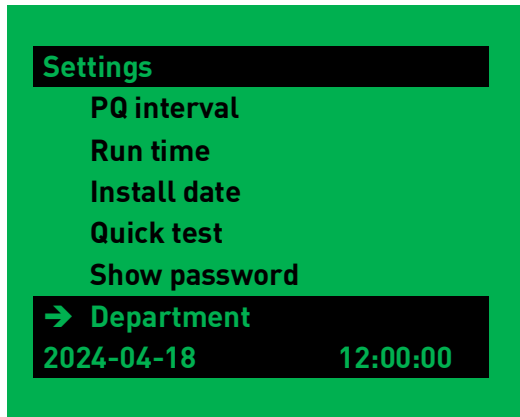 Settings
PQ interval
Run time
Install date
Quick test
Show password
➔ Department
2024-04-18 12:00:00